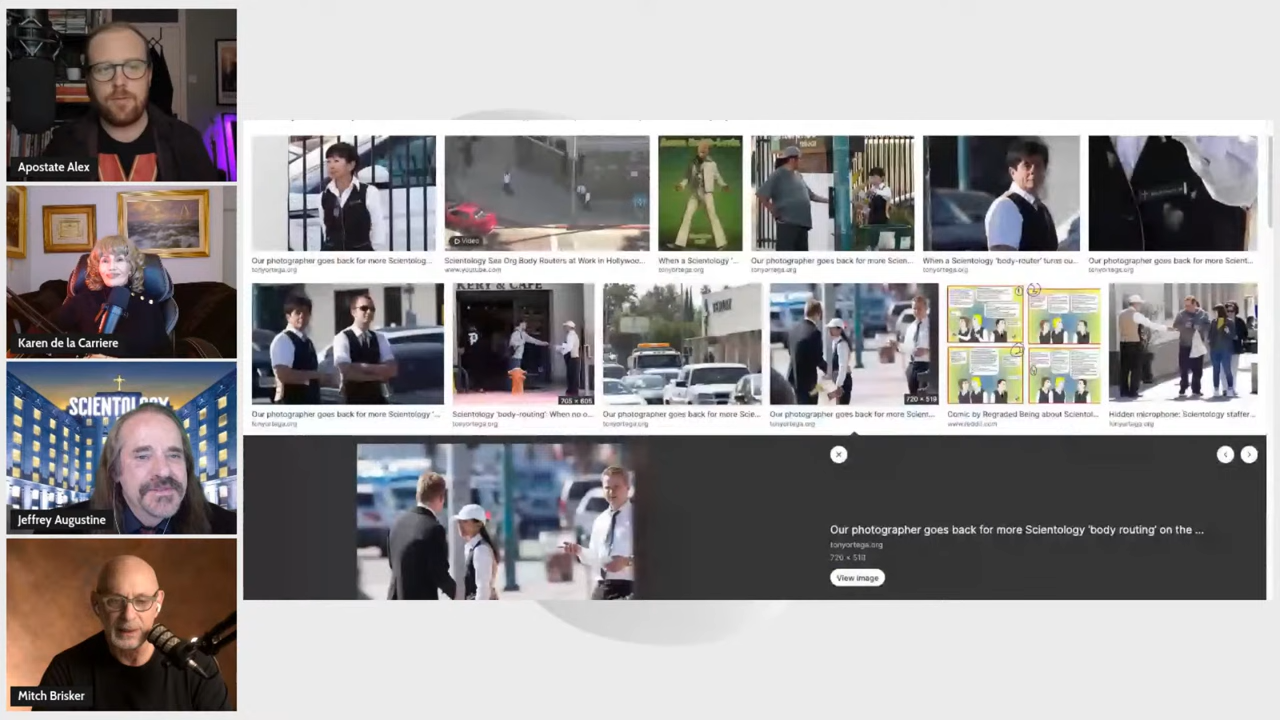 Apostate Alex
Karen de la Carriere
SCIENTOLOGY
Jeffrey Augustine
Mitch Brisker
Video
Our photographer goes back for more Scientolog...
tonyortega.org
Scientology Sea Org Body Routers at Work in Hollywoo...
www.youtube.com
When a Scientology '...
tonyortega.org
Our photographer goes back for more Scien...
tonyortega.org
When a Scientology 'body-router' turns ou...
tonyortega.org
Our photographer goes back for more Scient...
tonyortega.org
KERY & CAFE
720 × 519
Our photographer goes back for more Scientology '...
tonyortega.org
Scientology 'body-routing': When no o...
tonyortega.org
Our photographer goes back for more Scie...
tonyortega.org
Our photographer goes back for more Scient...
tonyortega.org
Comic by Regraded Being about Scientol...
www.reddit.com
Hidden microphone: Scientology staffer ...
tonyortega.org
Our photographer goes back for more Scientology 'body routing' on the ...
tonyortega.org
720 × 519
View image